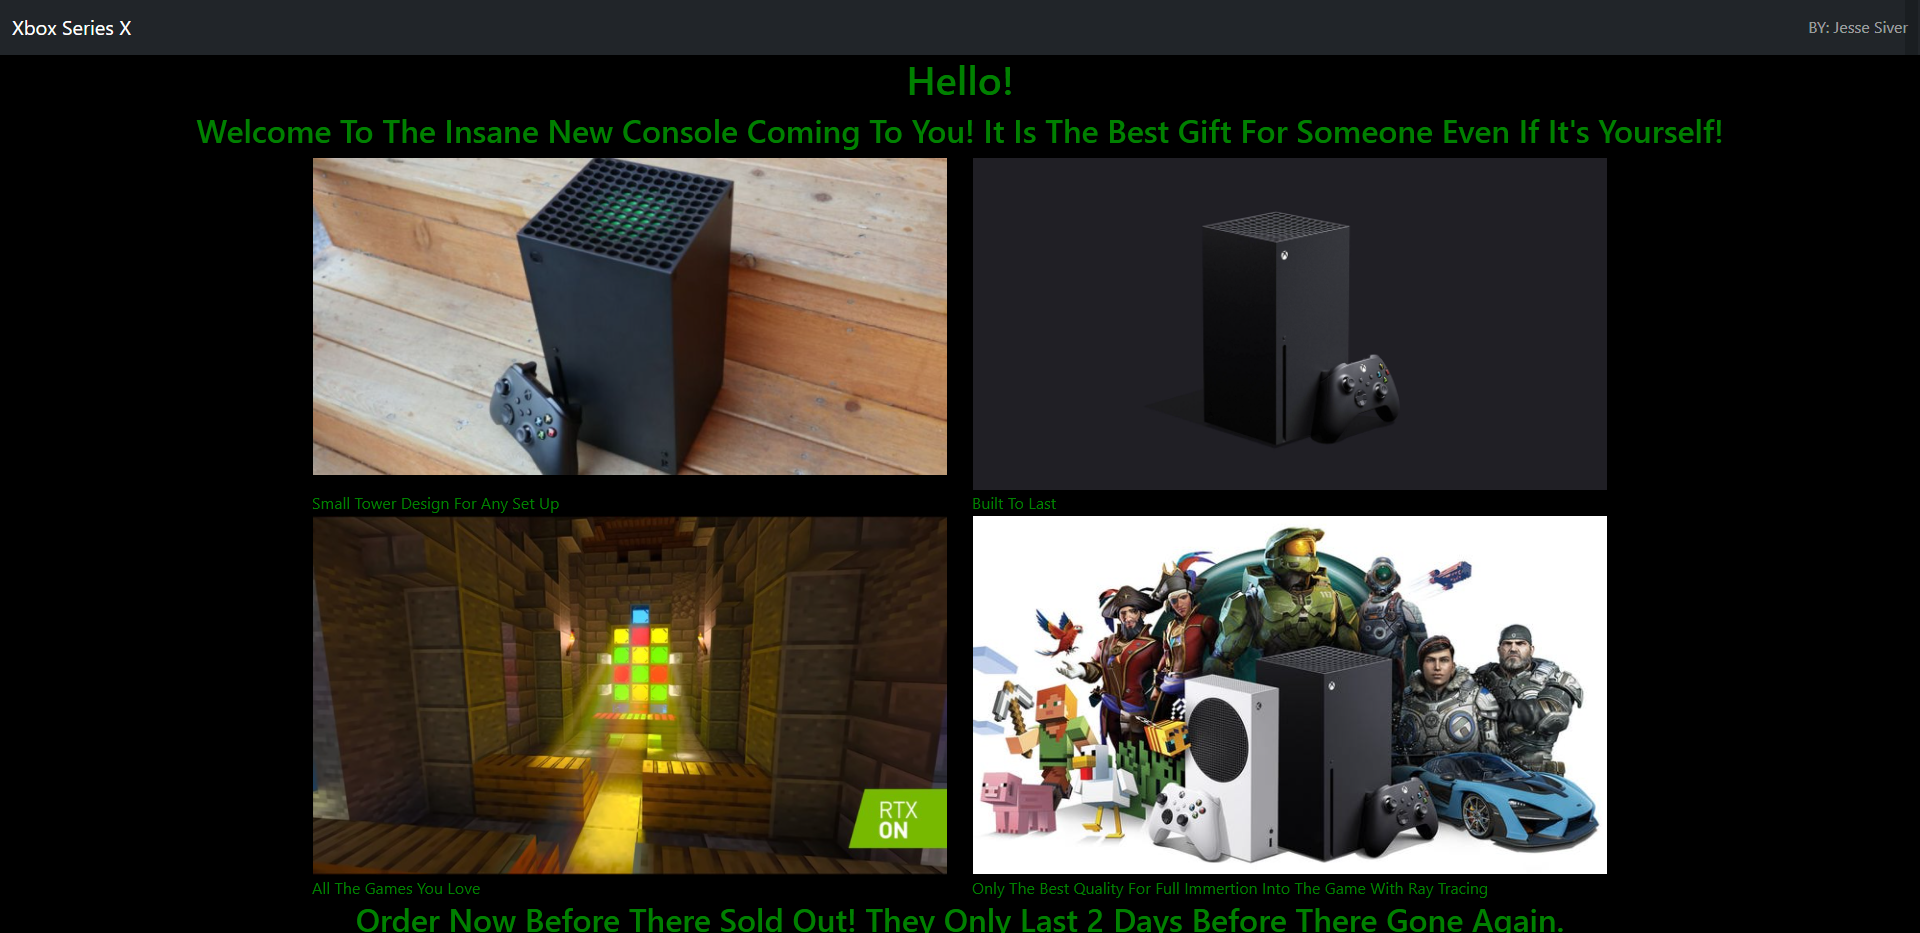 Xbox Series X
BY: Jesse Siver
Hello!
Welcome To The Insane New Console Coming To You! It Is The Best Gift For Someone Even If It's Yourself!
Small Tower Design For Any Set Up
Built To Last
RTX
ON
117
All The Games You Love
Only The Best Quality For Full Immertion Into The Game With Ray Tracing
Order Now Before There Sold Out! They Only Last 2 Days Before There Gone Again.